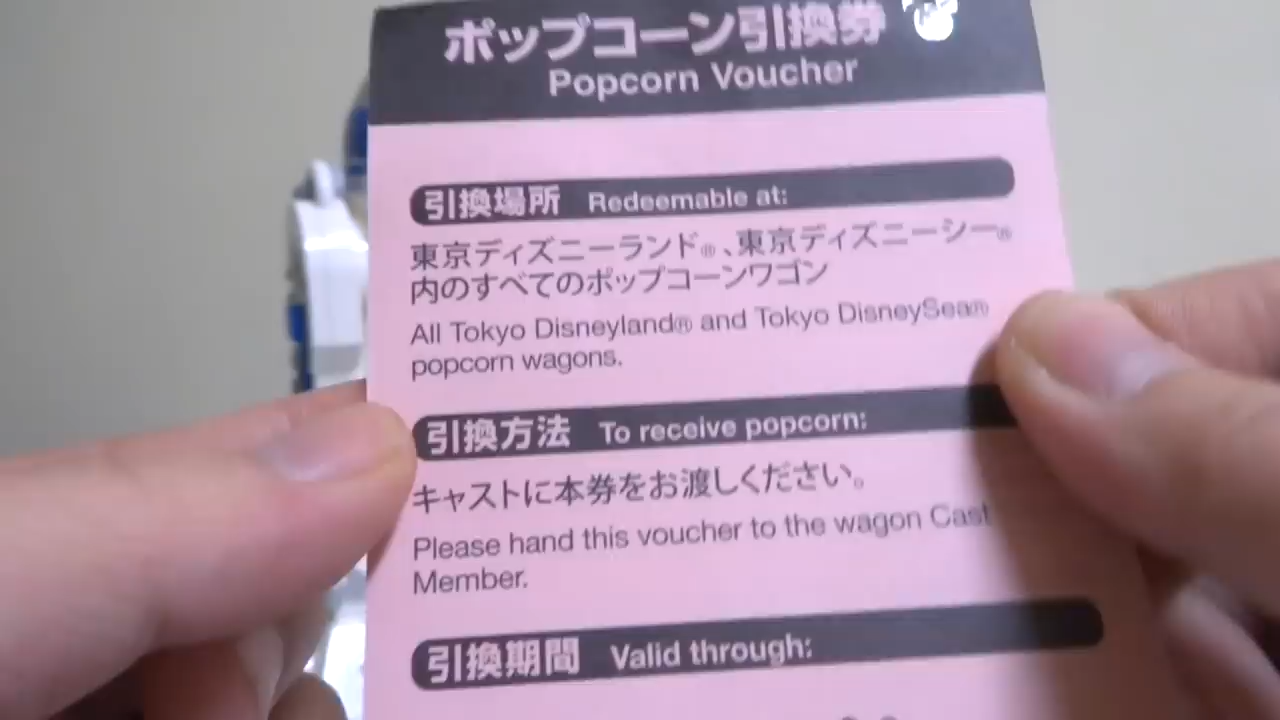 ポップコーン引換券
Popcorn Voucher
引換場所 Redeemable at:
東京ディズニーランド®、東京ディズニーシー®
内のすべてのポップコーンワゴン
All Tokyo Disneyland® and Tokyo DisneySea®
popcorn wagons.
引換方法 To receive popcorn:
キャストに本券をお渡しください。
Please hand this voucher to the wagon Cast
Member.
引換期間 Valid through: